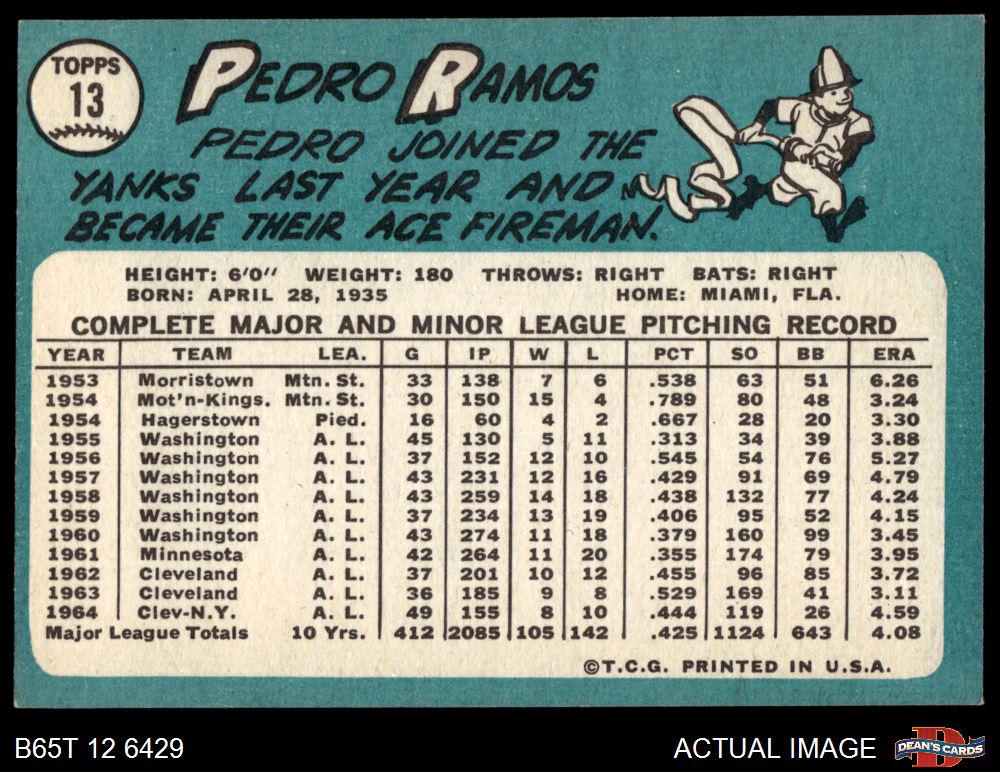 TOPPS
13
PEDRO RAMOS
PEDRO JOINED THE
YANKS LAST YEAR AND
BECAME THEIR ACE FIREMAN.
HEIGHT: 6'0" WEIGHT: 180 THROWS: RIGHT BATS: RIGHT
BORN: APRIL 28, 1935 HOME: MIAMI, FLA.
COMPLETE MAJOR AND MINOR LEAGUE PITCHING RECORD
YEAR TEAM LEA. G IP W L PCT SO BB ERA
1953 Morristown Mtn. St. 33 138 7 6 .538 63 51 6.26
1954 Mot'n-Kings. Mtn. St. 30 150 15 4 .789 80 48 3.24
1954 Hagerstown Pied. 16 60 4 2 .667 28 20 3.30
1955 Washington A. L. 45 130 5 11 .313 34 39 3.88
1956 Washington A. L. 37 152 12 10 .545 54 76 5.27
1957 Washington A. L. 43 231 12 16 .429 91 69 4.79
1958 Washington A. L. 43 259 14 18 .438 132 77 4.24
1959 Washington A. L. 37 234 13 19 .406 95 52 4.15
1960 Washington A. L. 43 274 11 18 .379 160 99 3.45
1961 Minnesota A. L. 42 264 11 20 .355 174 79 3.95
1962 Cleveland A. L. 37 201 10 12 .455 96 85 3.72
1963 Cleveland A. L. 36 185 9 8 .529 169 41 3.11
1964 Clev-N.Y. A. L. 49 155 8 10 .444 119 26 4.59
Major League Totals 10 Yrs. 412 2085 105 142 .425 1124 643 4.08
©T.C.G. PRINTED IN U.S.A.
B65T 12 6429 ACTUAL IMAGE
D
DEAN'S CARDS